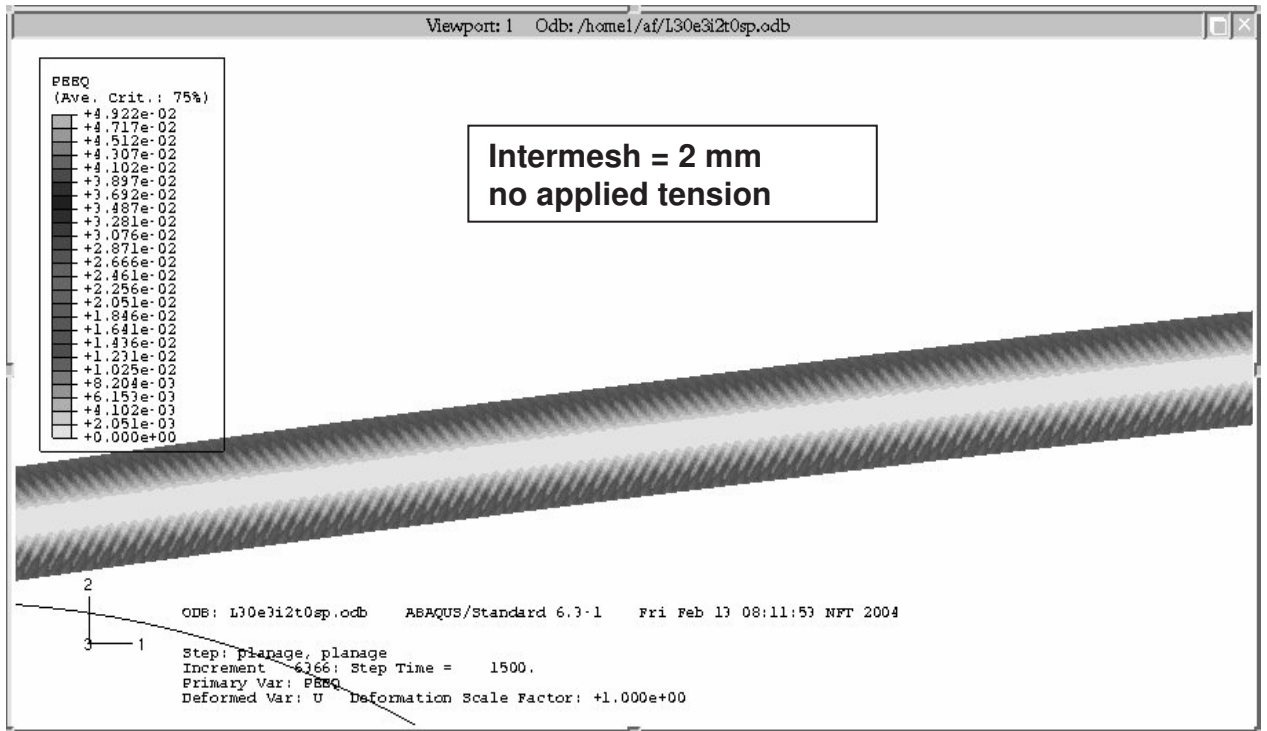 Viewport: 1 Odb: /home1/af/L30e3i2t0sp.odb
PEEQ
(Ave. Crit.: 75%)
+4.922e-02
+4.717e-02
+4.512e-02
+4.307e-02
+4.102e-02
+3.897e-02
+3.692e-02
+3.487e-02
+3.281e-02
+3.076e-02
+2.871e-02
+2.666e-02
+2.461e-02
+2.256e-02
+2.051e-02
+1.846e-02
+1.641e-02
+1.436e-02
+1.231e-02
+1.025e-02
+8.204e-03
+6.153e-03
+4.102e-03
+2.051e-03
+0.000e+00
Intermesh = 2 mm
no applied tension
2
3 1
ODB: L30e3i2t0sp.odb ABAQUS/Standard 6.3-1 Fri Feb 13 08:11:53 NFT 2004
Step: planage, planage
Increment 6366: Step Time = 1500.
Primary Var: PEEQ
Deformed Var: U Deformation Scale Factor: +1.000e+00